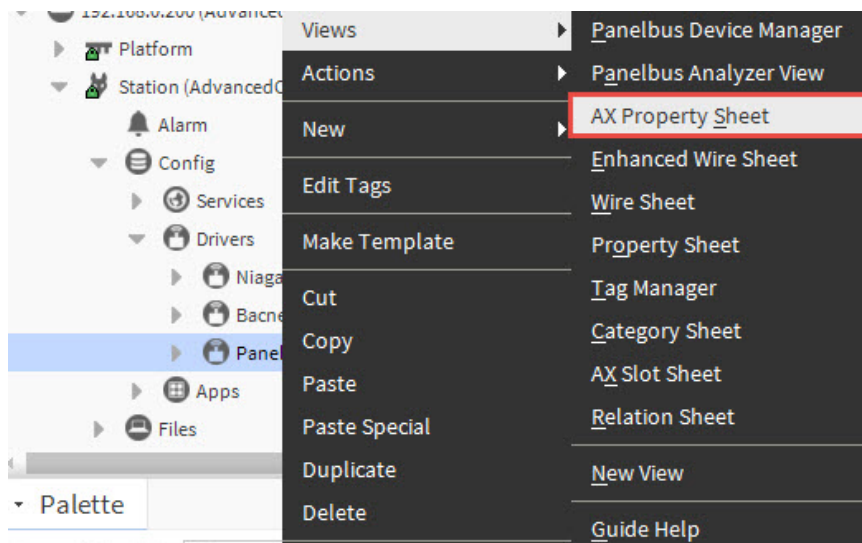 192.168.0.200 (Advanced
Platform
Station (AdvancedC
Alarm
Config
Services
Drivers
Niaga
Bacne
Panel
Apps
Files
Palette
Views
Actions
New
Edit Tags
Make Template
Cut
Copy
Paste
Paste Special
Duplicate
Delete
Panelbus Device Manager
Panelbus Analyzer View
AX Property Sheet
Enhanced Wire Sheet
Wire Sheet
Property Sheet
Tag Manager
Category Sheet
AX Slot Sheet
Relation Sheet
New View
Guide Help